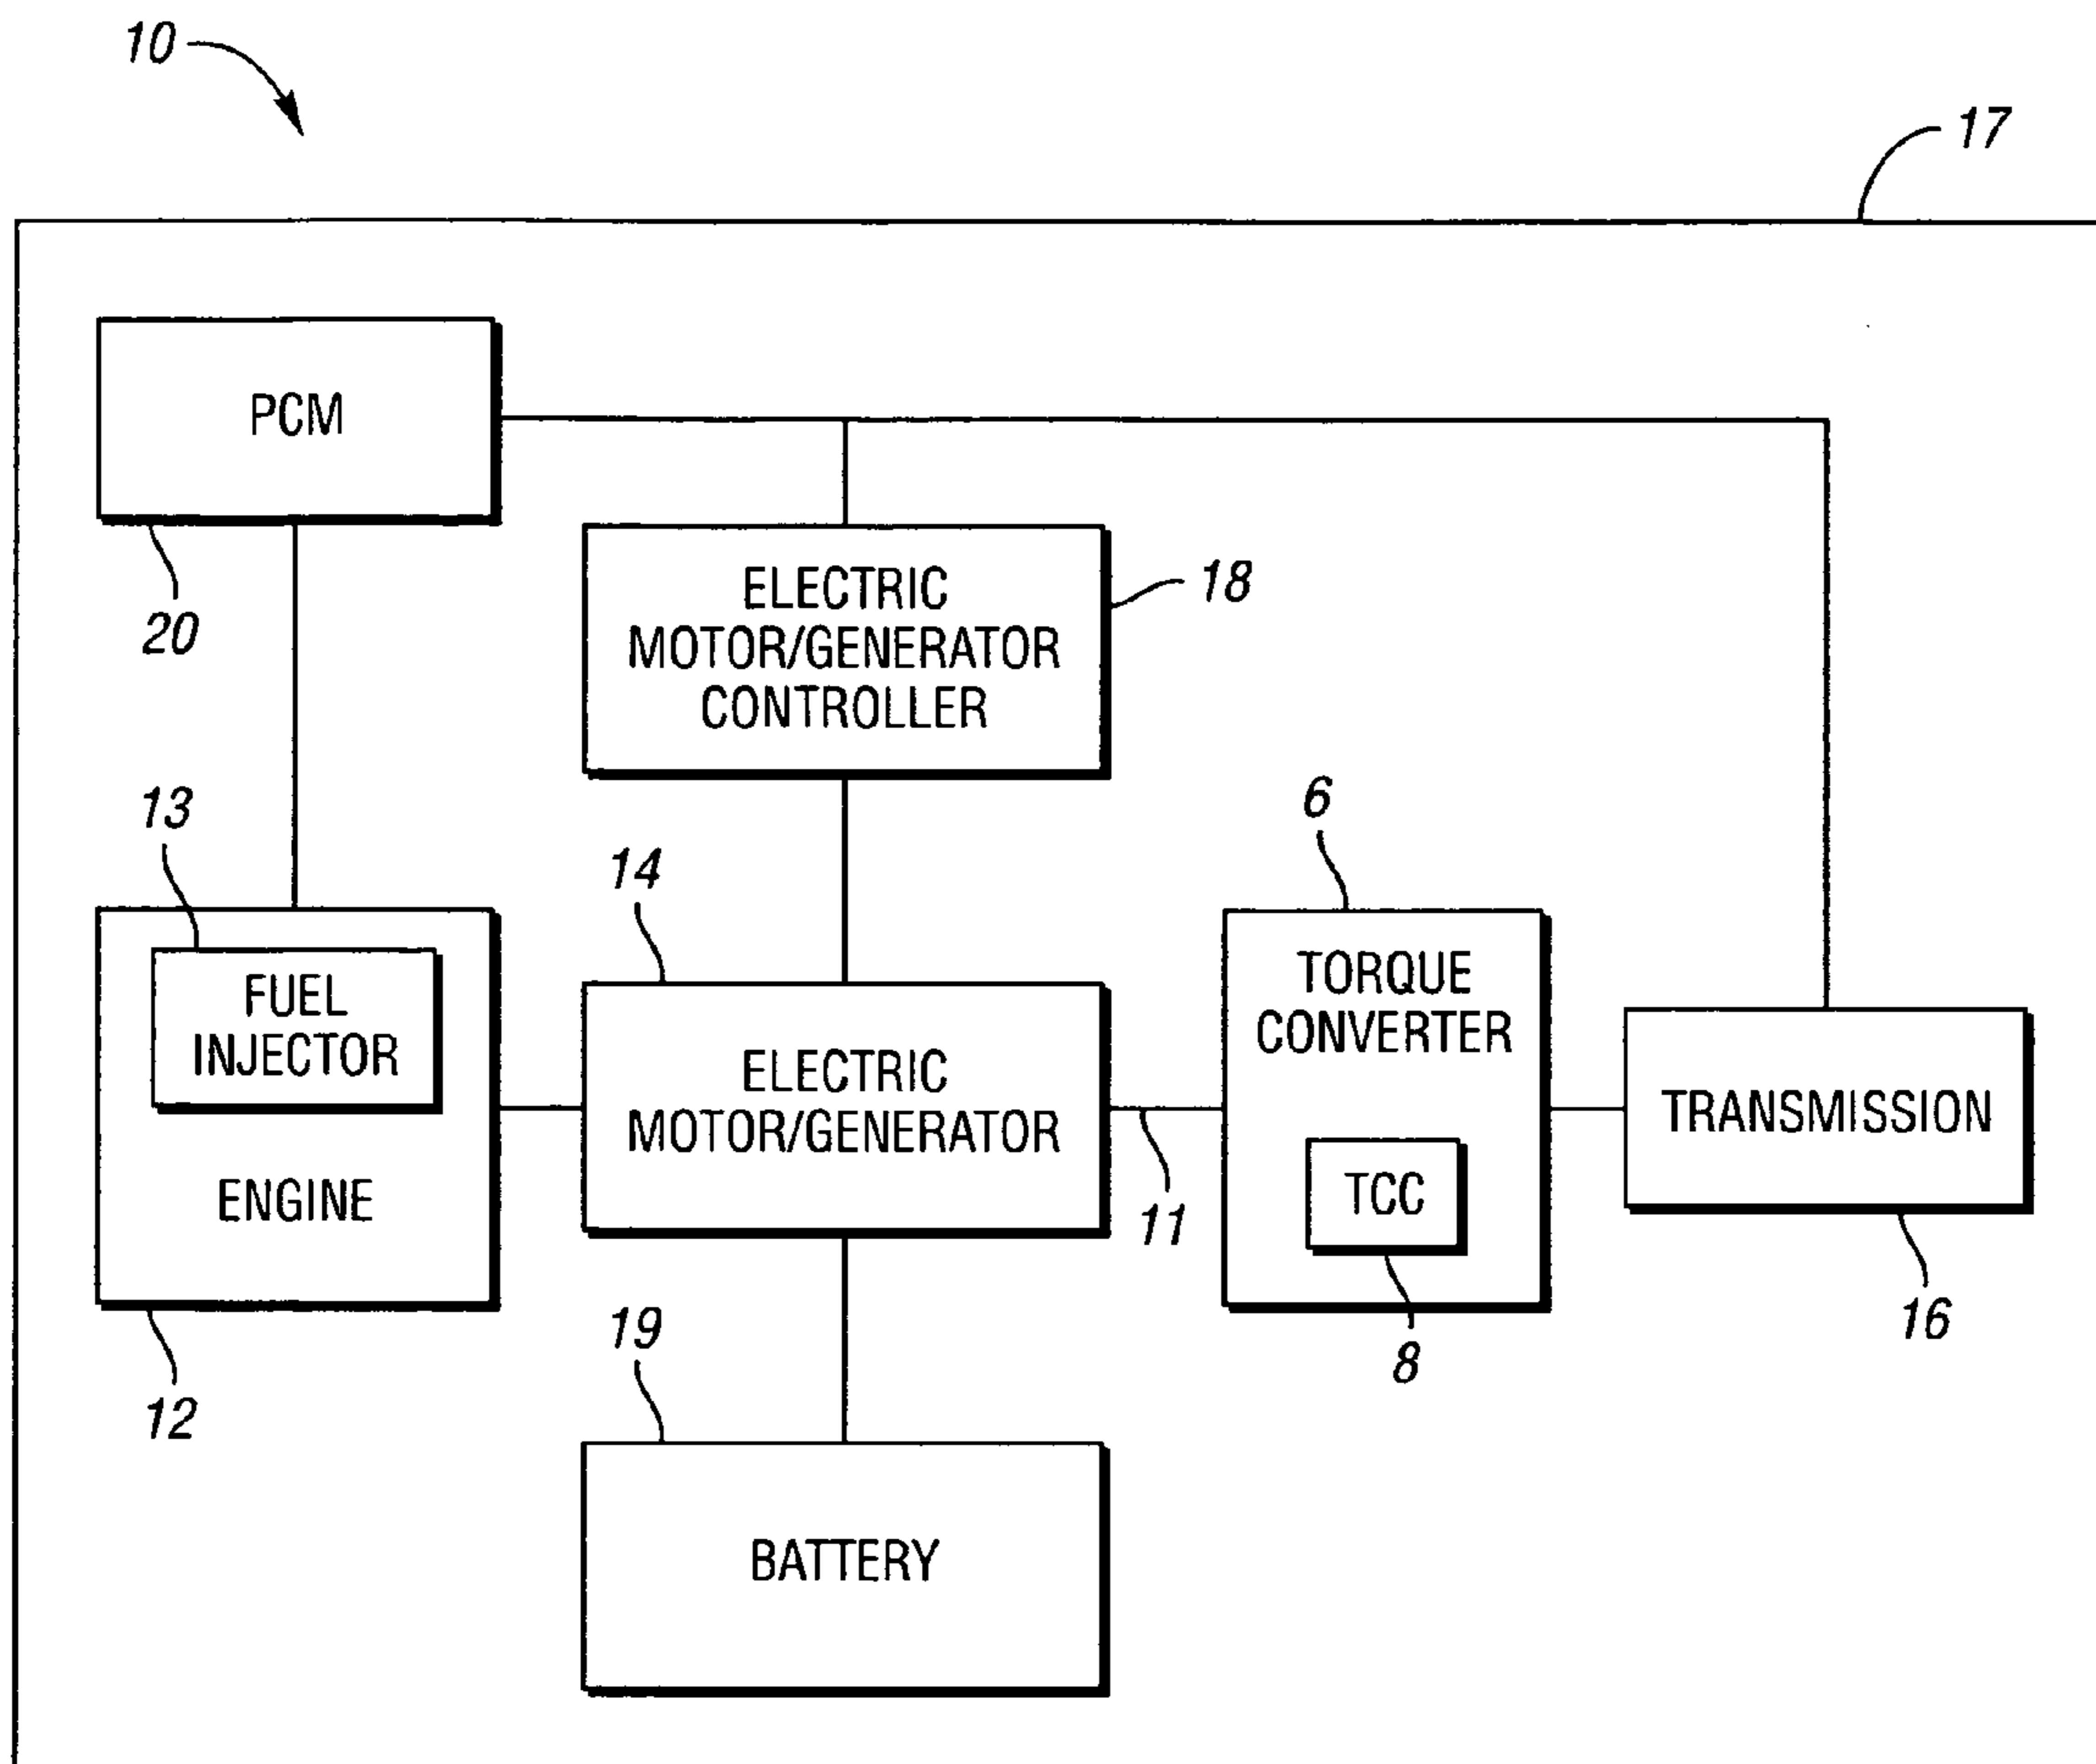 10
17
PCM
20
ELECTRIC
MOTOR/GENERATOR
CONTROLLER
18
13
FUEL
INJECTOR
ENGINE
12
14
ELECTRIC
MOTOR/GENERATOR
11
6
TORQUE
CONVERTER
TCC
8
TRANSMISSION
16
19
BATTERY